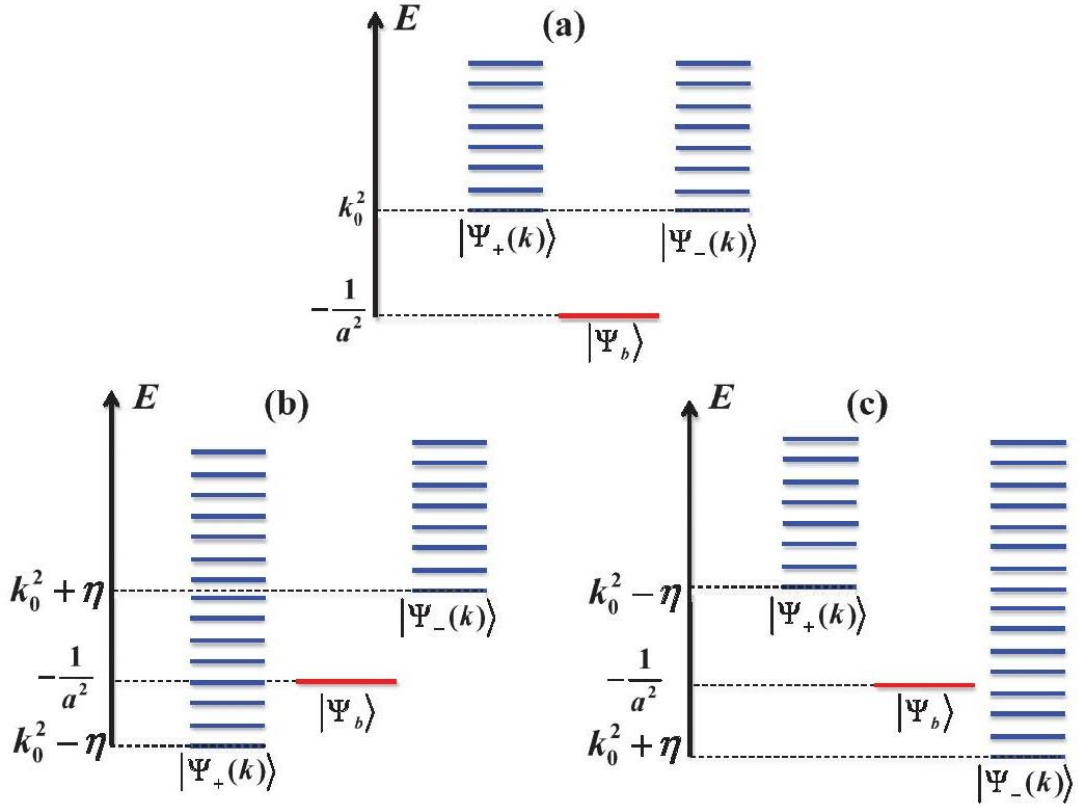 E (a)
k_0^2
|Ψ_+(k)⟩ |Ψ_-(k)⟩
-1/a^2
|Ψ_b⟩
E (b)
k_0^2 + η
|Ψ_-(k)⟩
-1/a^2
|Ψ_b⟩
k_0^2 - η
|Ψ_+(k)⟩
E (c)
k_0^2 - η
|Ψ_+(k)⟩
-1/a^2
|Ψ_b⟩
k_0^2 + η
|Ψ_-(k)⟩